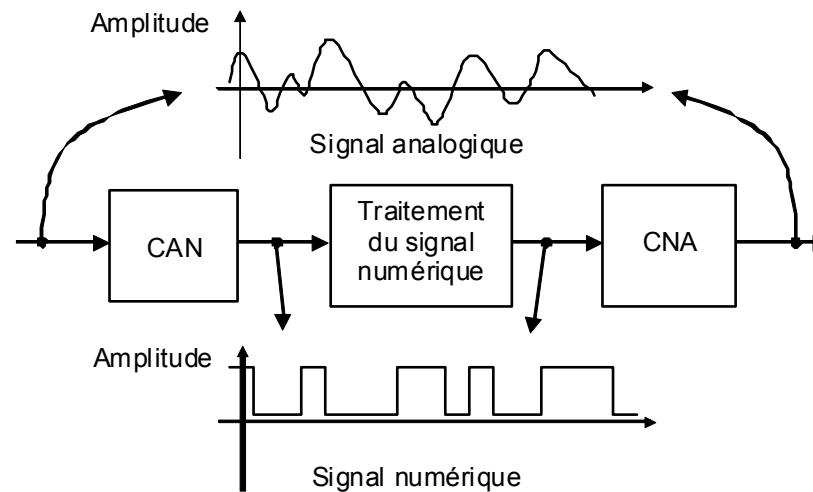 Amplitude
Signal analogique
CAN
Traitement
du signal
numérique
CNA
Amplitude
Signal numérique